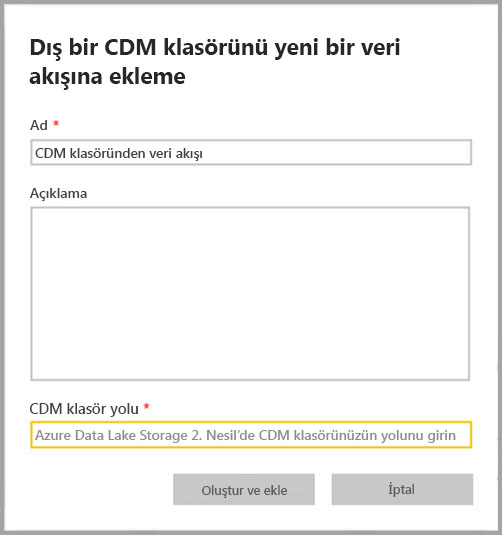 Dış bir CDM klasörünü yeni bir veri
akışına ekleme
Ad *
CDM klasöründen veri akışı
Açıklama
CDM klasör yolu *
Azure Data Lake Storage 2. Nesil'de CDM klasörünüzün yolunu girin
Oluştur ve ekle
İptal